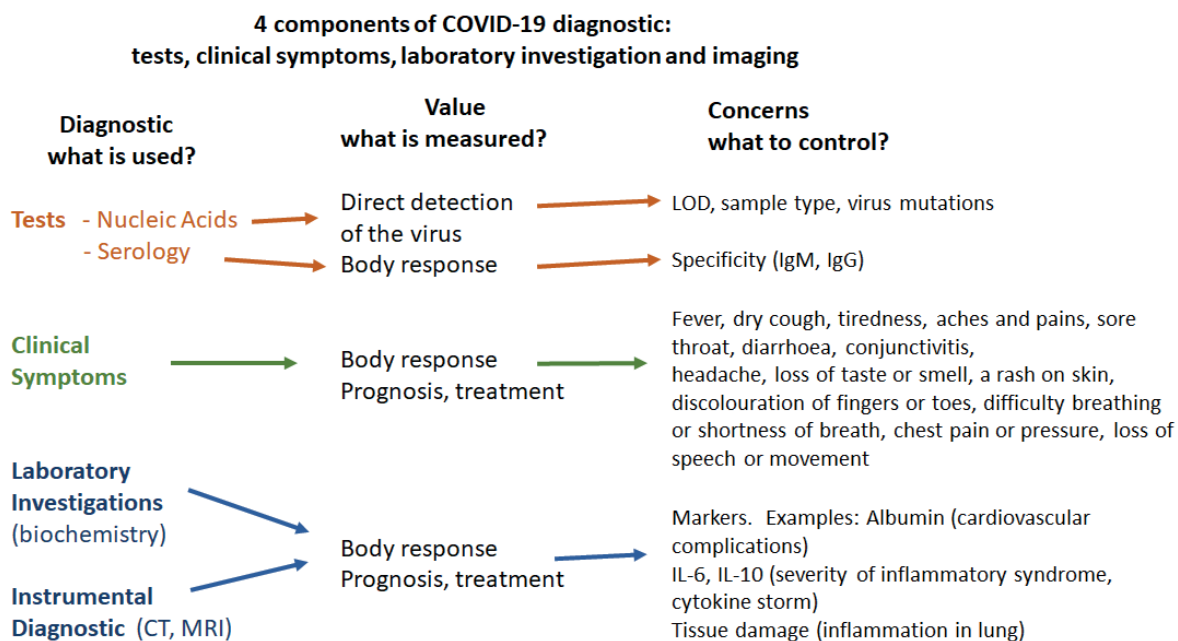 4 components of COVID-19 diagnostic:
tests, clinical symptoms, laboratory investigation and imaging
Diagnostic
what is used?
Value
what is measured?
Concerns
what to control?
Tests - Nucleic Acids
- Serology
Direct detection
of the virus
Body response
LOD, sample type, virus mutations
Specificity (IgM, IgG)
Clinical
Symptoms
Body response
Prognosis, treatment
Fever, dry cough, tiredness, aches and pains, sore
throat, diarrhoea, conjunctivitis,
headache, loss of taste or smell, a rash on skin,
discolouration of fingers or toes, difficulty breathing
or shortness of breath, chest pain or pressure, loss of
speech or movement
Laboratory
Investigations
(biochemistry)
Instrumental
Diagnostic (CT, MRI)
Body response
Prognosis, treatment
Markers. Examples: Albumin (cardiovascular
complications)
IL-6, IL-10 (severity of inflammatory syndrome,
cytokine storm)
Tissue damage (inflammation in lung)